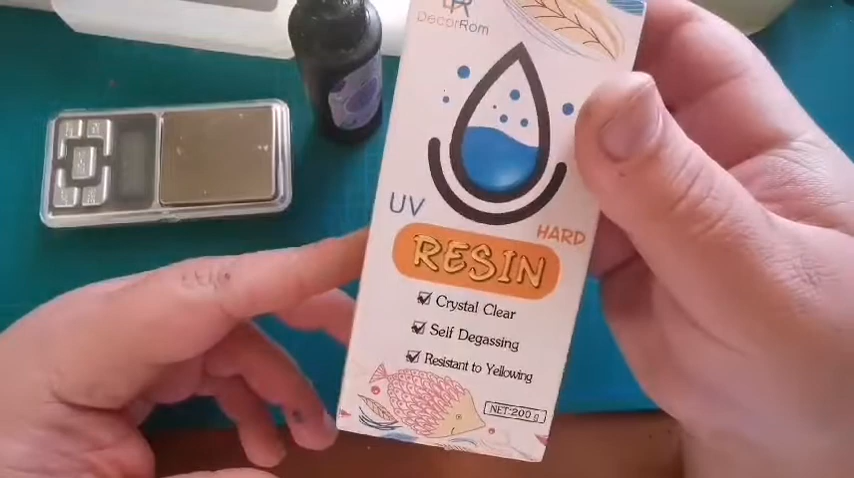 DecorRom
UV
HARD
RESIN
Crystal Clear
Self Degassing
Resistant to Yellowing
NET:200 g